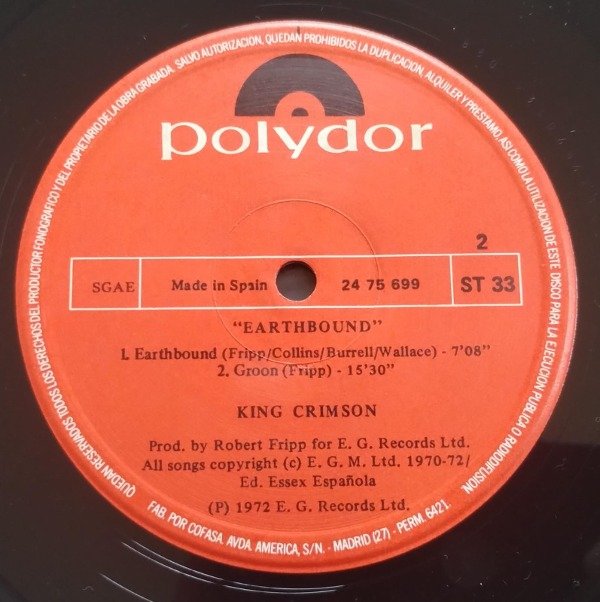 QUEDAN RESERVADOS TODOS LOS DERECHOS DEL PRODUCTOR FONOGRAFICO Y DEL PROPIETARIO DE LA OBRA GRABADA. SALVO AUTORIZACION, QUEDAN PROHIBIDOS LA DUPLICACION, ALQUILER Y PRESTAMO, ASI COMO LA UTILIZACION DE ESTE DISCO PARA LA EJECUCION PUBLICA O RADIODIFUSION.
polydor
2
SGAE Made in Spain 24 75 699 ST 33
"EARTHBOUND"
1. Earthbound (Fripp/Collins/Burrell/Wallace) - 7'08"
2. Groon (Fripp) - 15'30"
KING CRIMSON
Prod. by Robert Fripp for E. G. Records Ltd.
All songs copyright (c) E. G. M. Ltd. 1970-72/
Ed. Essex Española
(P) 1972 E. G. Records Ltd.
FAB. POR COFASA. AVDA. AMERICA, S/N. - MADRID (27) - PERM. 6421.